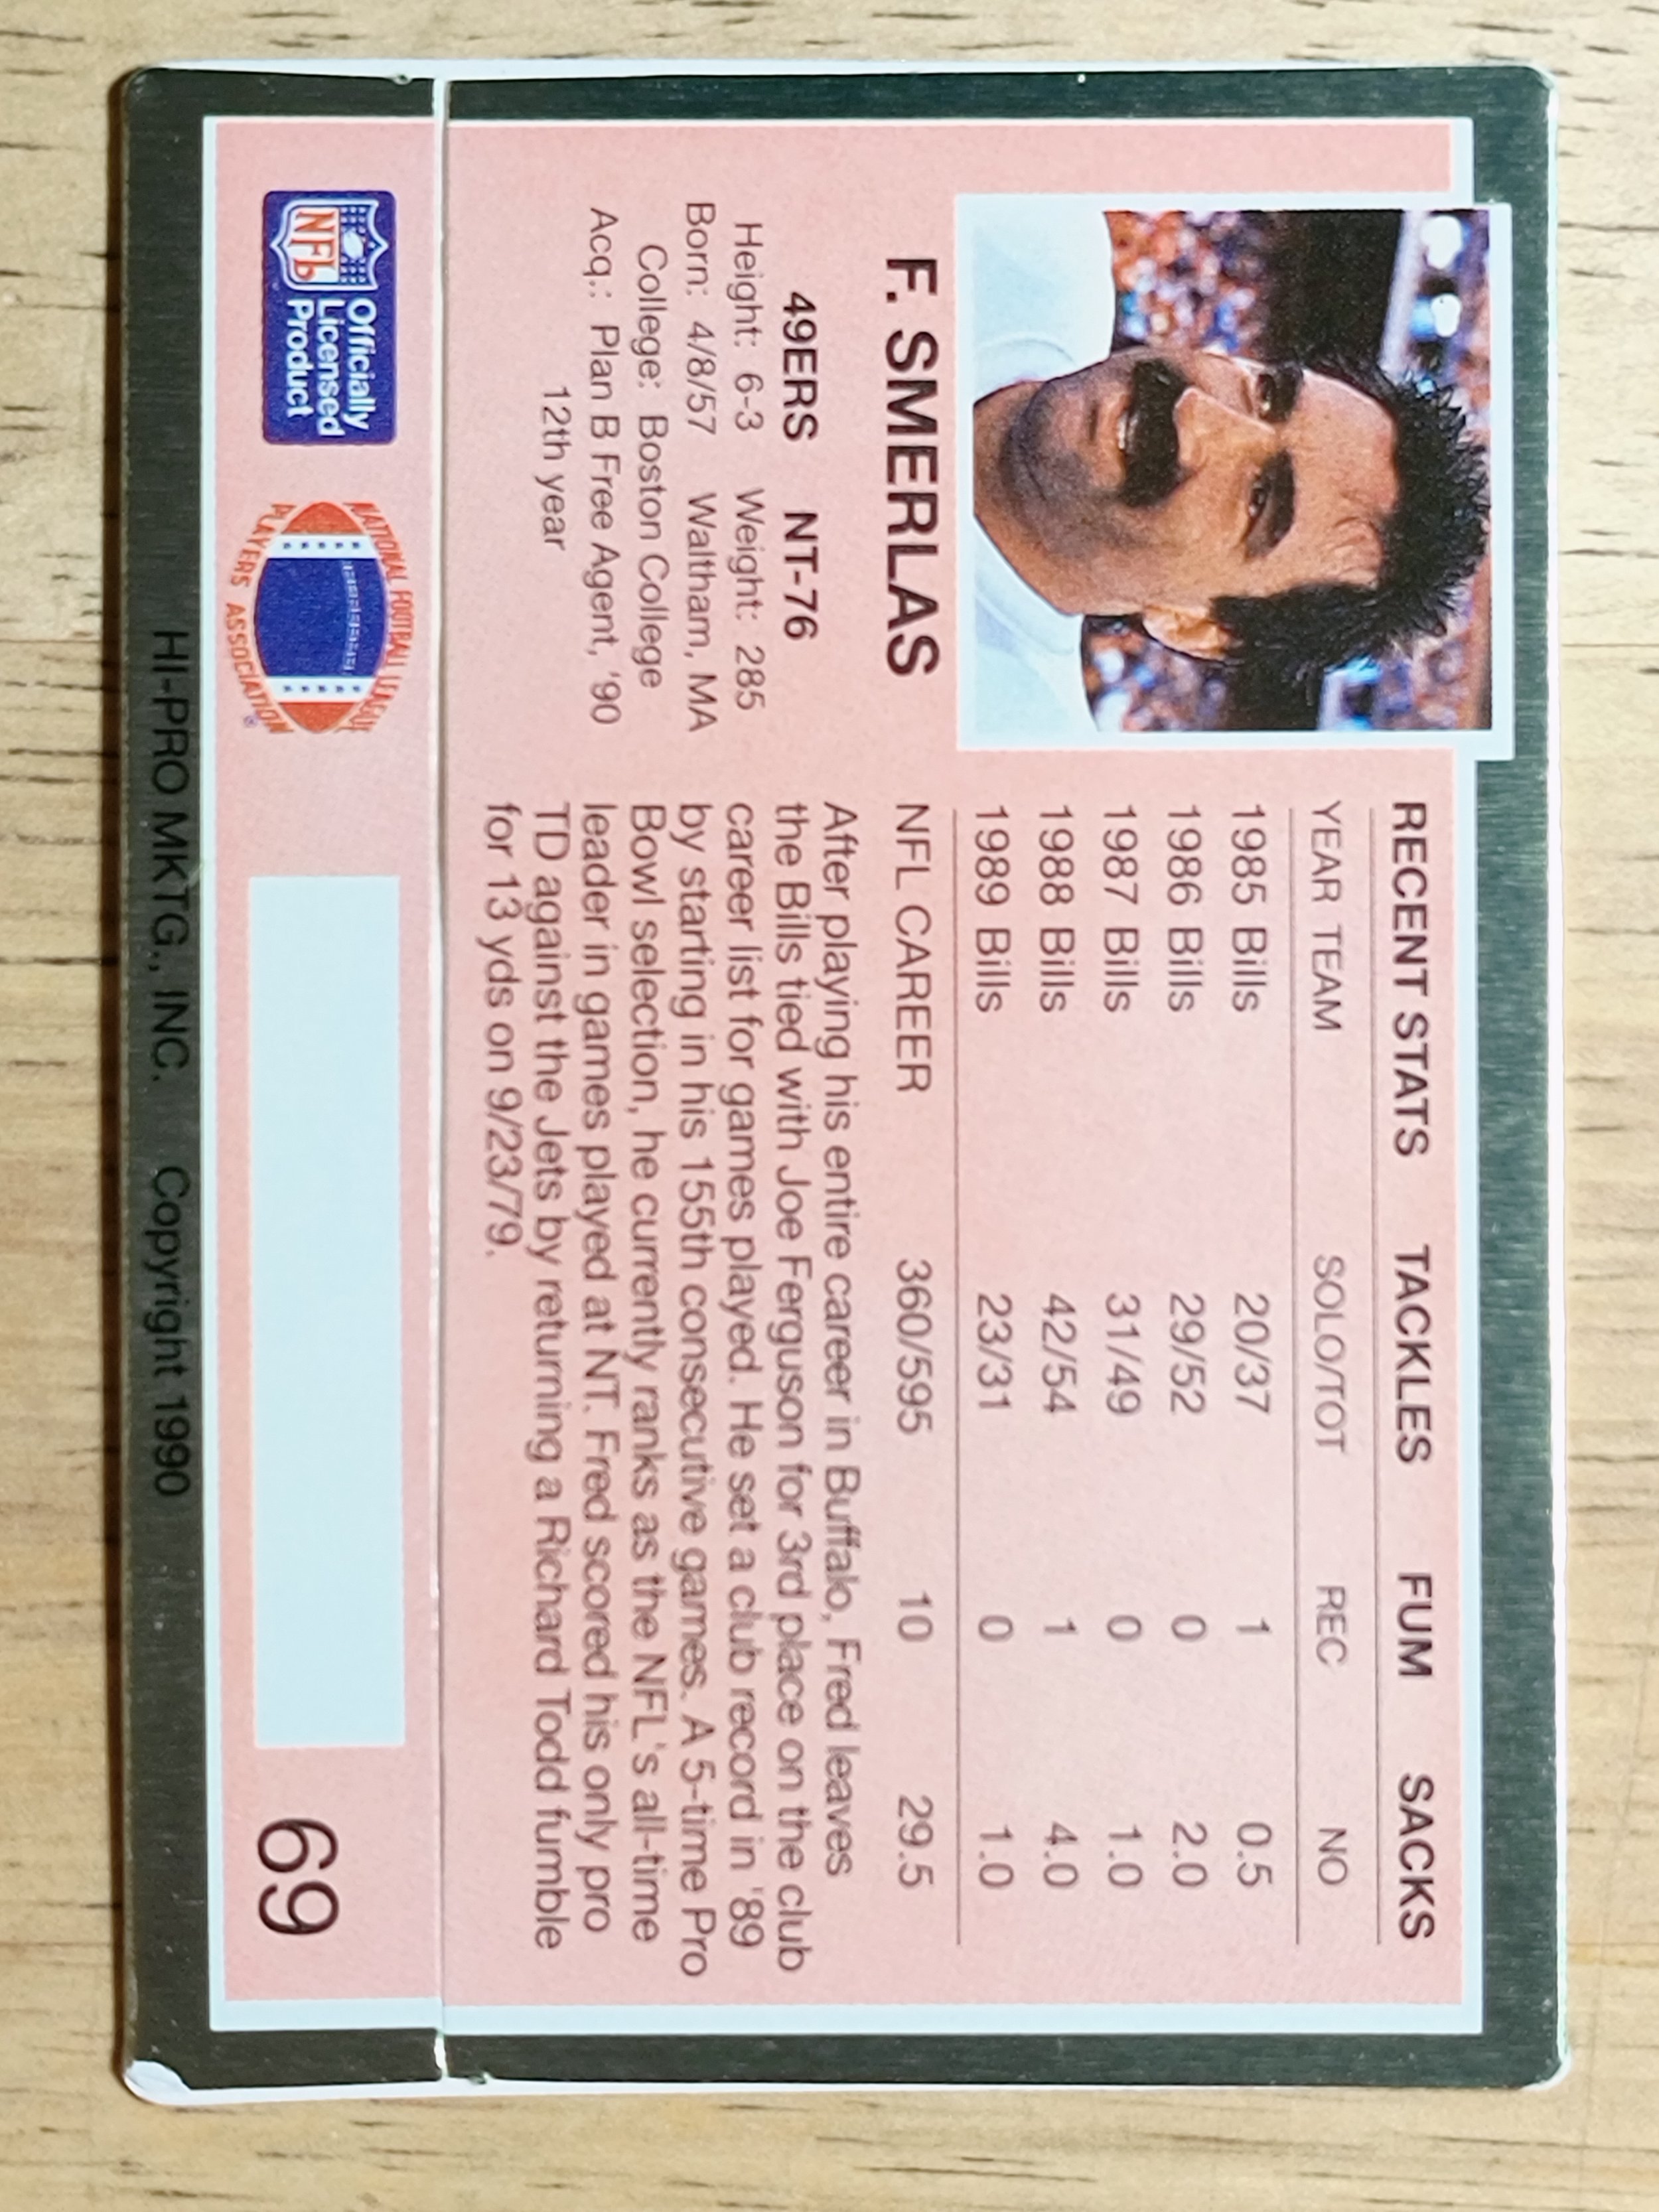 RECENT STATS TACKLES FUM SACKS
YEAR TEAM SOLO/TOT REC NO
1985 Bills 20/37 1 0.5
1986 Bills 29/52 0 2.0
1987 Bills 31/49 0 1.0
1988 Bills 42/54 1 4.0
1989 Bills 23/31 0 1.0
NFL CAREER 360/595 10 29.5
F. SMERLAS
49ERS NT-76
Height: 6-3 Weight: 285
Born: 4/8/57 Waltham, MA
College: Boston College
Acq.: Plan B Free Agent, '90
12th year
After playing his entire career in Buffalo, Fred leaves
the Bills tied with Joe Ferguson for 3rd place on the club
career list for games played. He set a club record in '89
by starting in his 155th consecutive games. A 5-time Pro
Bowl selection, he currently ranks as the NFL's all-time
leader in games played at NT. Fred scored his only pro
TD against the Jets by returning a Richard Todd fumble
for 13 yds on 9/23/79.
NFL
Officially
Licensed
Product
NATIONAL FOOTBALL LEAGUE
PLAYERS ASSOCIATION
69
HI-PRO MKTG., INC. Copyright 1990